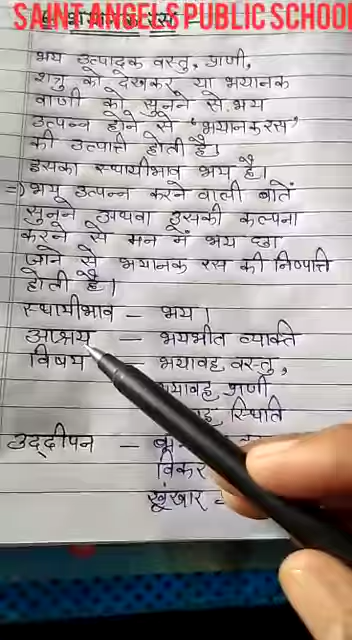 SAINT ANGELS PUBLIC SCHOOL
भय उत्पादक वस्तु, प्राणी,
शत्रु को देखकर या भयानक
वाणी को सुनने से भय
उत्पन्न होने से 'भयानक रस'
की उत्पत्ति होती है।
इसका स्थायीभाव भय है।
=) भय उत्पन्न करने वाली बातें
सुनने अथवा उसकी कल्पना
करने से मन में भय छा
जाने से भयानक रस की निष्पत्ति
होती है।
स्थायीभाव - भय।
आश्रय - भयभीत व्यक्ति
विषय - भयावह वस्तु,
प्राणी
स्थिति
उद्दीपन -
विकर
खूंखार